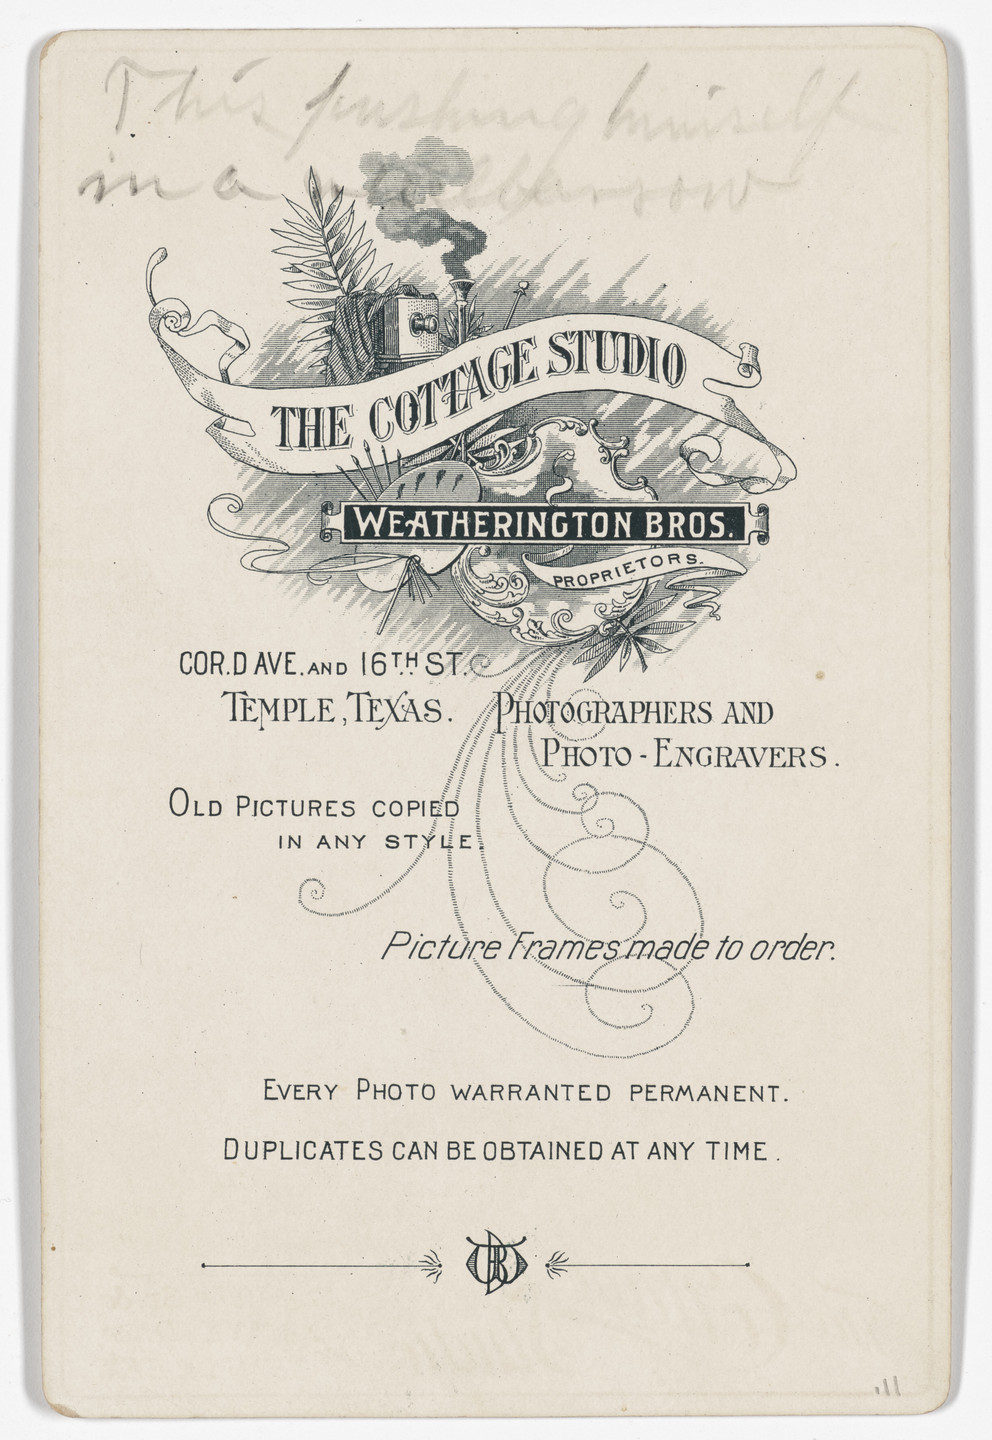 This pushing himself
in a wheelbarrow
THE COTTAGE STUDIO
WEATHERINGTON BROS.
PROPRIETORS.
COR. D AVE. AND 16TH ST.
TEMPLE, TEXAS.
PHOTOGRAPHERS AND
PHOTO-ENGRAVERS.
OLD PICTURES COPIED
IN ANY STYLE.
Picture Frames made to order.
EVERY PHOTO WARRANTED PERMANENT.
DUPLICATES CAN BE OBTAINED AT ANY TIME.